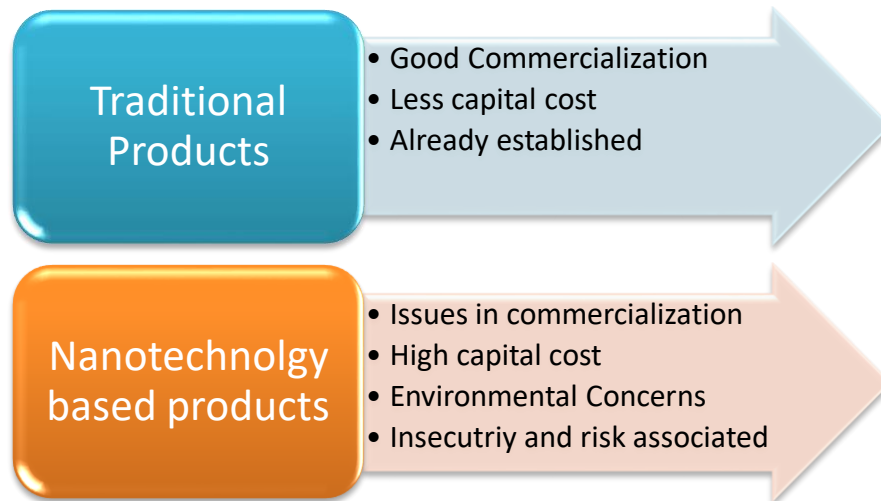 Traditional
Products
• Good Commercialization
• Less capital cost
• Already established
Nanotechnolgy
based products
• Issues in commercialization
• High capital cost
• Environmental Concerns
• Insecutriy and risk associated